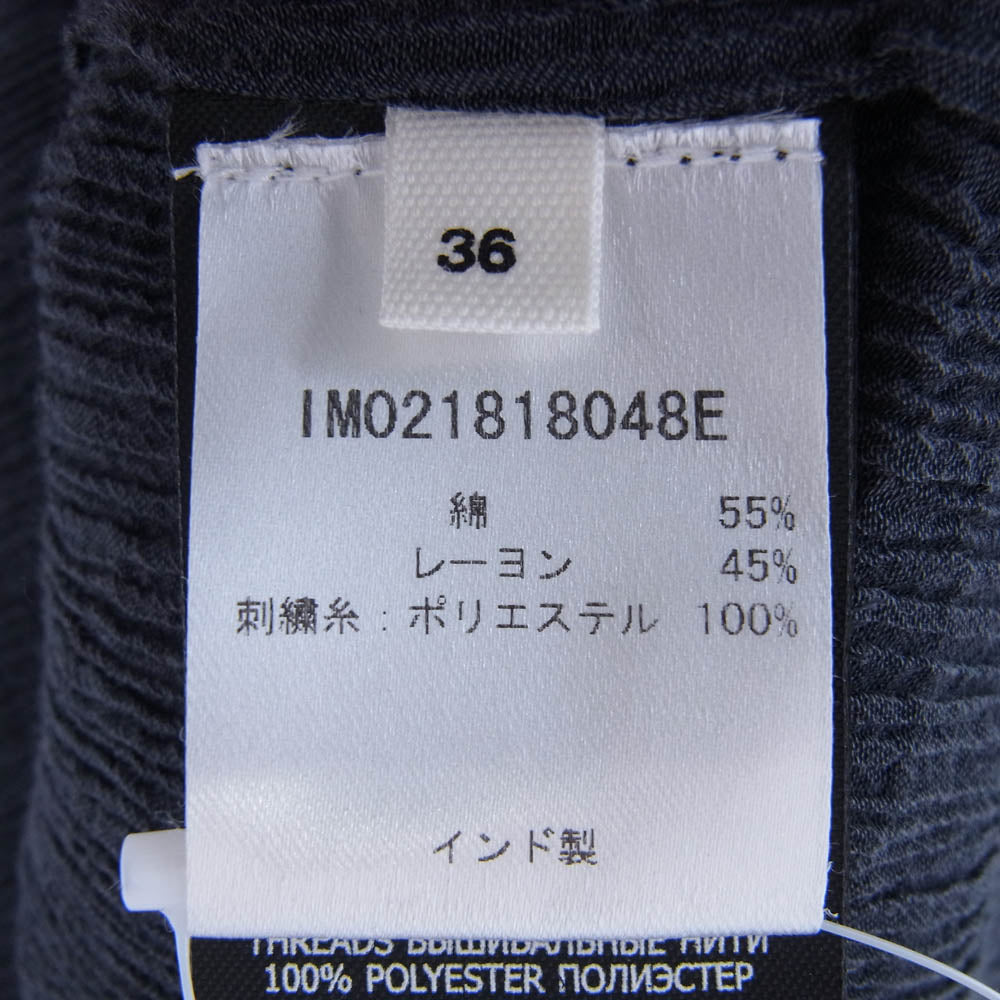 36
IM021818048E
綿 55%
レーヨン 45%
刺繍糸：ポリエステル 100%
インド製
THREADS ВЫШИВАЛЬНЫЕ НИТИ
100% POLYESTER ПОЛИЭСТЕР